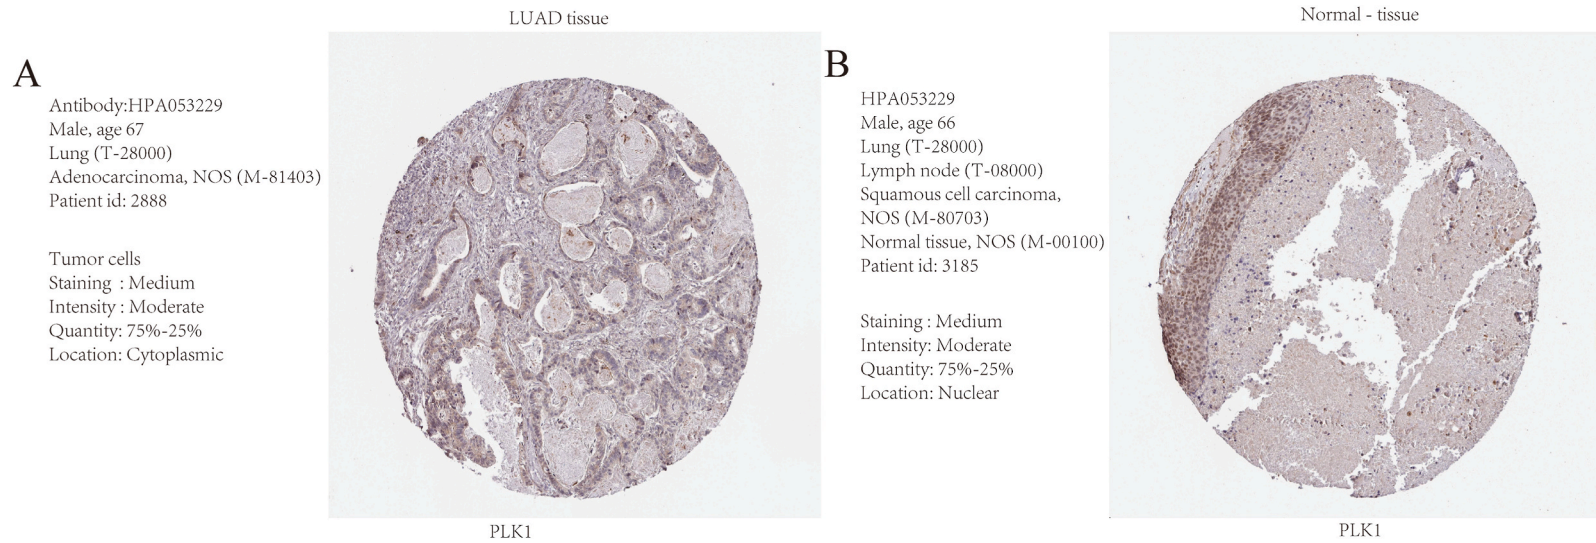 LUAD tissue
A
Antibody:HPA053229
Male, age 67
Lung (T-28000)
Adenocarcinoma, NOS (M-81403)
Patient id: 2888
Tumor cells
Staining : Medium
Intensity : Moderate
Quantity: 75%-25%
Location: Cytoplasmic
PLK1
Normal - tissue
B
HPA053229
Male, age 66
Lung (T-28000)
Lymph node (T-08000)
Squamous cell carcinoma,
NOS (M-80703)
Normal tissue, NOS (M-00100)
Patient id: 3185
Staining : Medium
Intensity: Moderate
Quantity: 75%-25%
Location: Nuclear
PLK1